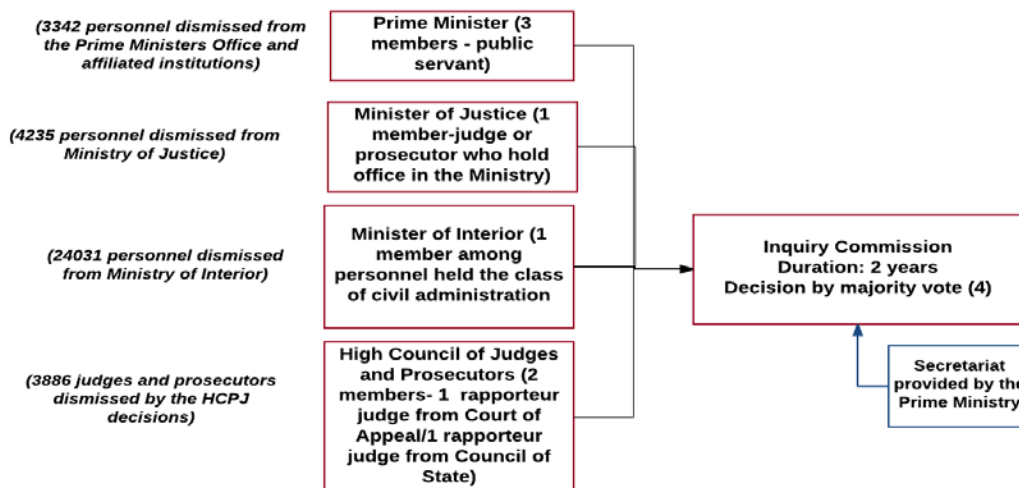 (3342 personnel dismissed from
the Prime Ministers Office and
affiliated institutions)
Prime Minister (3
members - public
servant)
(4235 personnel dismissed from
Ministry of Justice)
Minister of Justice (1
member-judge or
prosecutor who hold
office in the Ministry)
(24031 personnel dismissed
from Ministry of Interior)
Minister of Interior (1
member among
personnel held the class
of civil administration
(3886 judges and prosecutors
dismissed by the HCPJ
decisions)
High Council of Judges
and Prosecutors (2
members- 1 rapporteur
judge from Court of
Appeal/1 rapporteur
judge from Council of
State)
Inquiry Commission
Duration: 2 years
Decision by majority vote (4)
Secretariat
provided by the
Prime Ministry